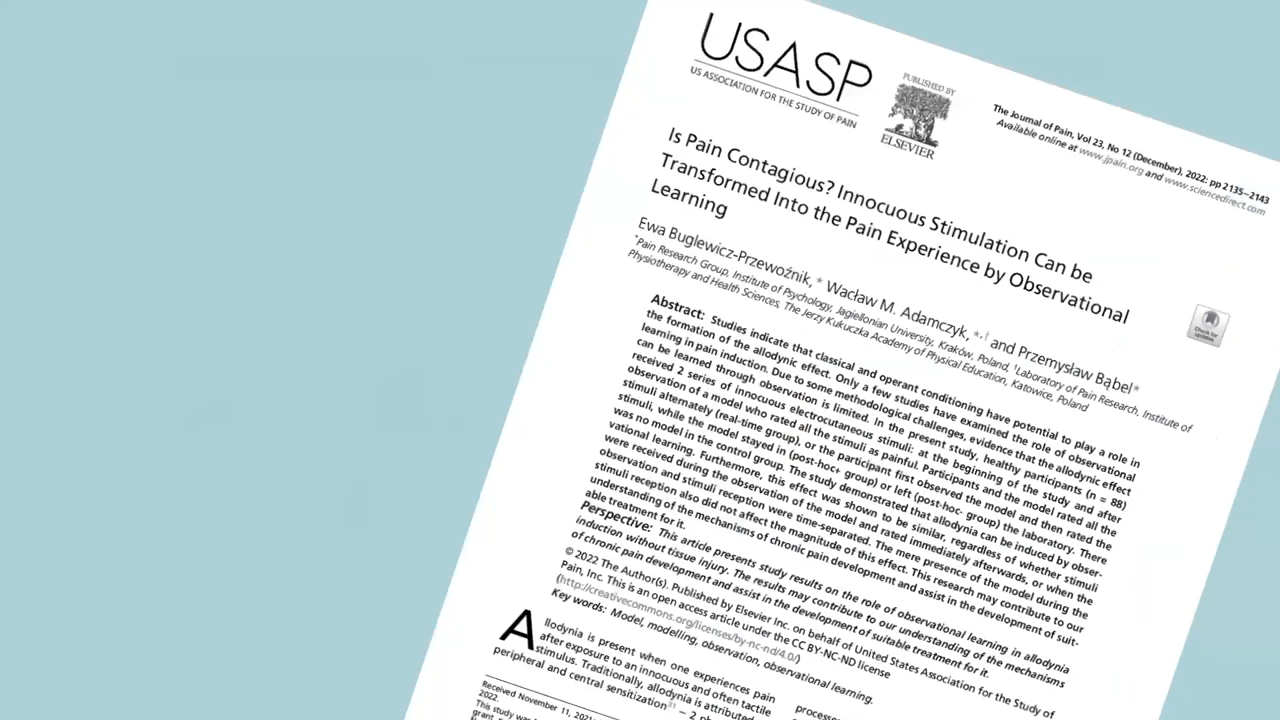 USASP
US ASSOCIATION FOR THE STUDY OF PAIN
PUBLISHED BY
ELSEVIER
The Journal of Pain, Vol 23, No 12 (December), 2022: pp 2135–2143
Available online at www.jpain.org and www.sciencedirect.com
Is Pain Contagious? Innocuous Stimulation Can be
Transformed Into the Pain Experience by Observational
Learning
Check for
updates
Ewa Buglewicz-Przewoźnik,* Wacław M. Adamczyk,*,† and Przemysław Bąbel*
*Pain Research Group, Institute of Psychology, Jagiellonian University, Kraków, Poland, †Laboratory of Pain Research, Institute of
Physiotherapy and Health Sciences, The Jerzy Kukuczka Academy of Physical Education, Katowice, Poland
Abstract: Studies indicate that classical and operant conditioning have potential to play a role in
the formation of the allodynic effect. Only a few studies have examined the role of observational
learning in pain induction. Due to some methodological challenges, evidence that the allodynic effect
can be learned through observation is limited. In the present study, healthy participants (n = 88)
received 2 series of innocuous electrocutaneous stimuli: at the beginning of the study and after
observation of a model who rated all the stimuli as painful. Participants and the model rated all the
stimuli alternately (real-time group), or the participant first observed the model and then rated the
stimuli, while the model stayed in (post-hoc+ group) or left (post-hoc- group) the laboratory. There
was no model in the control group. The study demonstrated that allodynia can be induced by obser-
vational learning. Furthermore, this effect was shown to be similar, regardless of whether stimuli
were received during the observation of the model and rated immediately afterwards, or when the
observation and stimuli reception were time-separated. The mere presence of the model during the
stimuli reception also did not affect the magnitude of this effect. This research may contribute to our
understanding of the mechanisms of chronic pain development and assist in the development of suit-
able treatment for it.
Perspective: This article presents study results on the role of observational learning in allodynia
induction without tissue injury. The results may contribute to our understanding of the mechanisms
of chronic pain development and assist in the development of suitable treatment for it.
© 2022 The Author(s). Published by Elsevier Inc. on behalf of United States Association for the Study of
Pain, Inc. This is an open access article under the CC BY-NC-ND license
(http://creativecommons.org/licenses/by-nc-nd/4.0/)
Key words: Model, modelling, observation, observational learning.
Allodynia is present when one experiences pain
after exposure to an innocuous and often tactile
stimulus. Traditionally, allodynia is attributed
peripheral and central sensitization
Received November 11, 2021;
2022.
This study was
grant